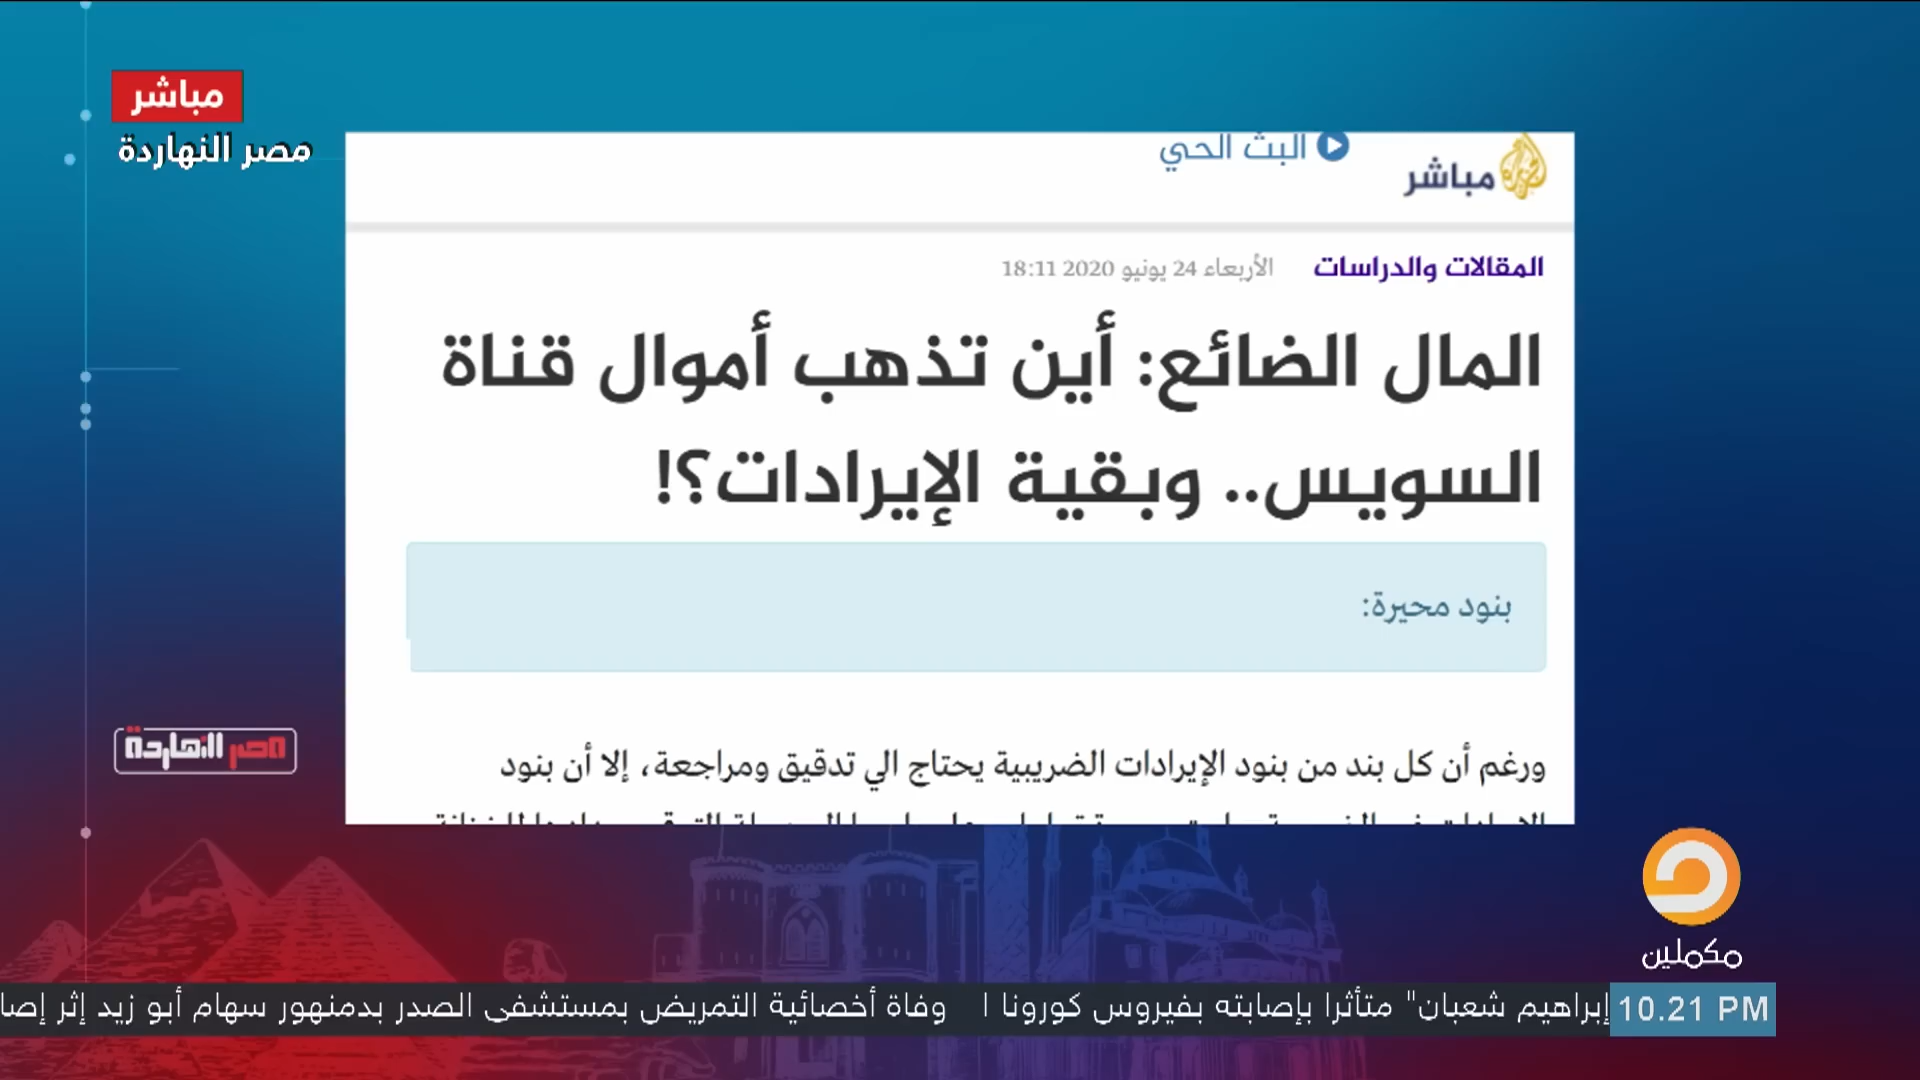 مباشر
مصر النهاردة
البث الحي
مباشر
المقالات والدراسات
الأربعاء 24 يونيو 2020 18:11
المال الضائع: أين تذهب أموال قناة
السويس.. وبقية الإيرادات؟!
بنود محيرة:
ورغم أن كل بند من بنود الإيرادات الضريبية يحتاج الي تدقيق ومراجعة، إلا أن بنود
مصر النهاردة
مكملين
إبراهيم شعبان" متأثرا بإصابته بفيروس كورونا ا وفاة أخصائية التمريض بمستشفى الصدر بدمنهور سهام أبو زيد إثر إصا
10.21 PM